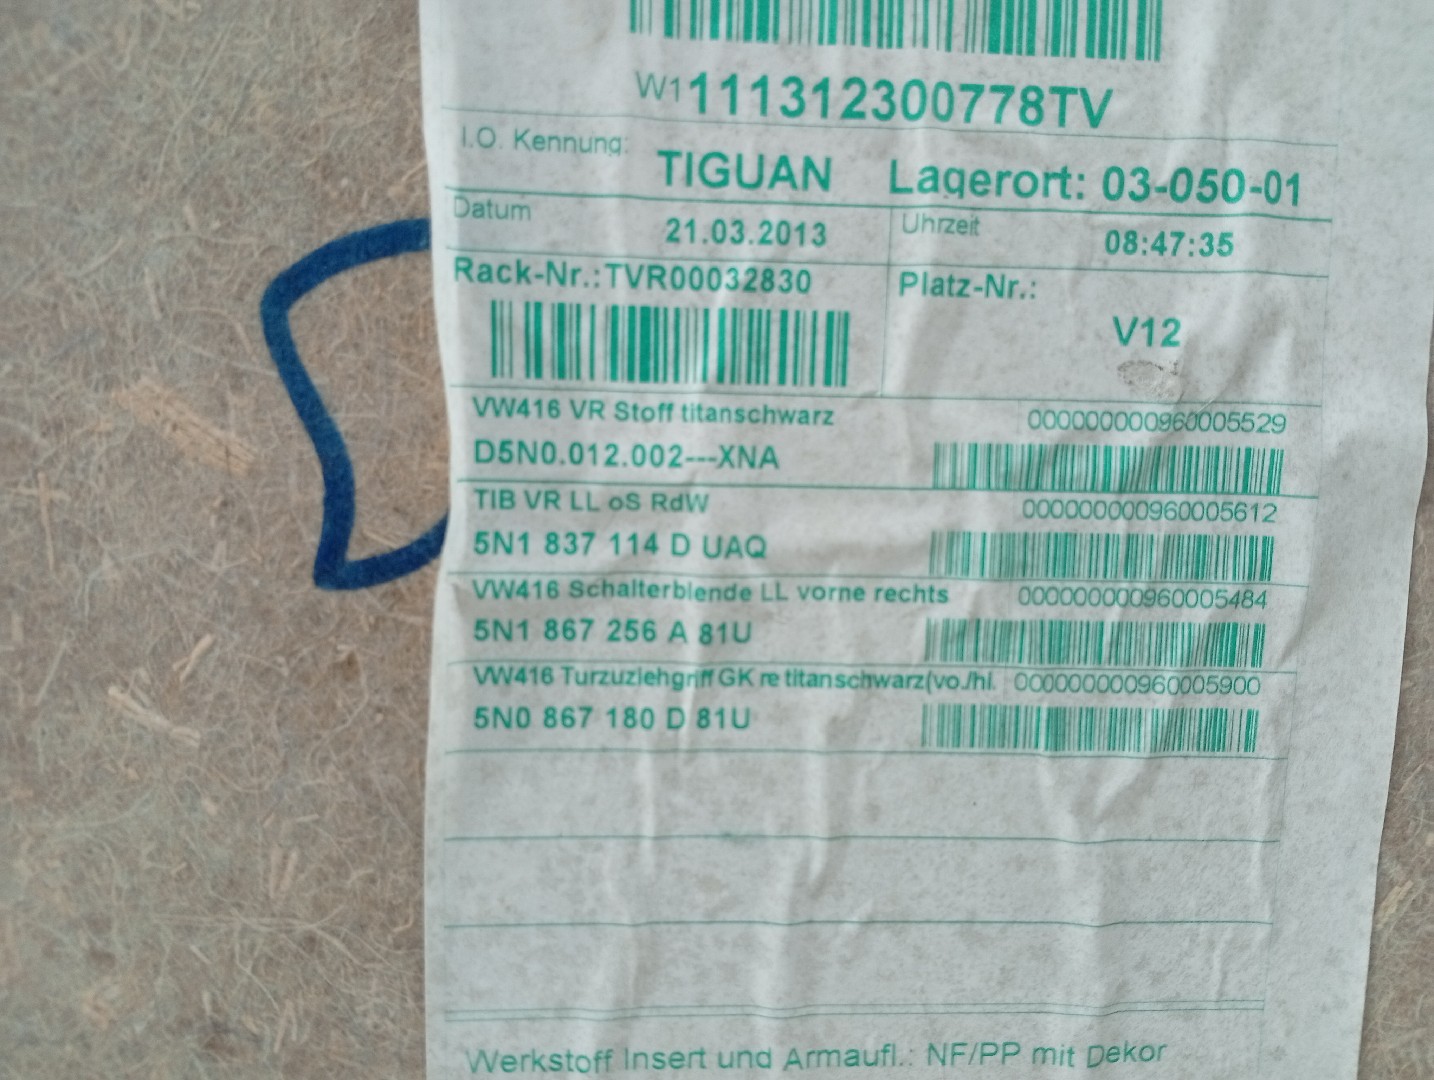 W1111312300778TV
I.O. Kennung: TIGUAN Lagerort: 03-050-01
Datum 21.03.2013 Uhrzeit 08:47:35
Rack-Nr.:TVR00032830 Platz-Nr.:
V12
VW416 VR Stoff titanschwarz 000000000960005529
D5N0.012.002---XNA
TIB VR LL oS RdW 000000000960005612
5N1 837 114 D UAQ
VW416 Schalterblende LL vorne rechts 000000000960005484
5N1 867 256 A 81U
VW416 Turzuziehgriff GK re titanschwarz(vo./hl. 000000000960005900
5N0 867 180 D 81U
Werkstoff Insert und Armaufl.: NF/PP mit Dekor